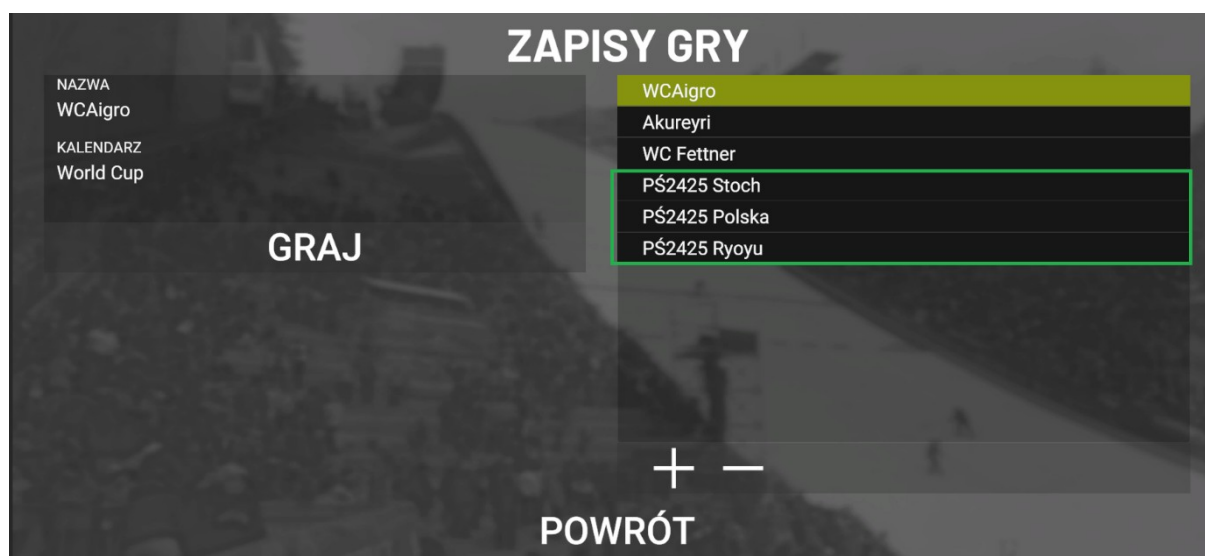 ZAPISY GRY
NAZWA
WCAigro
KALENDARZ
World Cup
GRAJ
WCAigro
Akureyri
WC Fettner
PŚ2425 Stoch
PŚ2425 Polska
PŚ2425 Ryoyu
+ −
POWRÓT